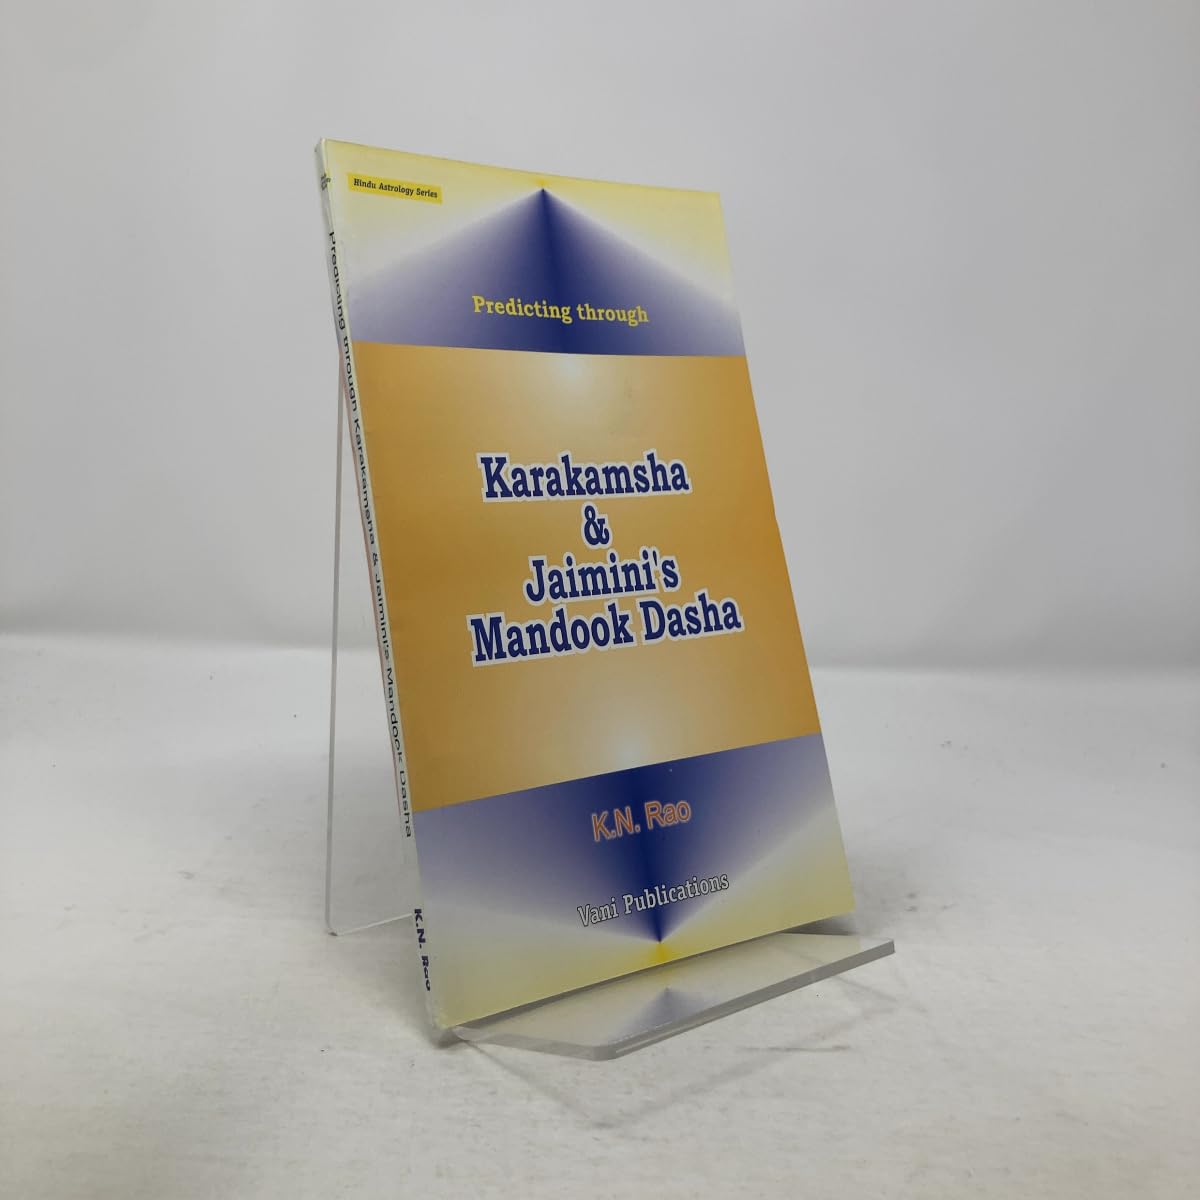 Hindu Astrology Series
Predicting through
Karakamsha
&
Jaimini's
Mandook Dasha
K.N. Rao
Vani Publications
Predicting through Karakamsha & Jaimini's Mandook Dasha
K.N. Rao